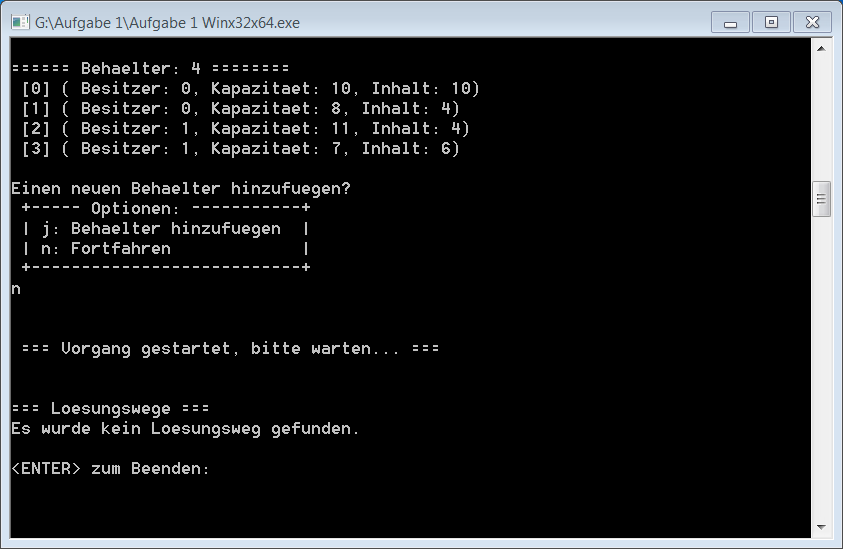 G:\Aufgabe 1\Aufgabe 1 Winx32x64.exe
====== Behaelter: 4 ========
[0] ( Besitzer: 0, Kapazitaet: 10, Inhalt: 10)
[1] ( Besitzer: 0, Kapazitaet: 8, Inhalt: 4)
[2] ( Besitzer: 1, Kapazitaet: 11, Inhalt: 4)
[3] ( Besitzer: 1, Kapazitaet: 7, Inhalt: 6)
Einen neuen Behaelter hinzufuegen?
+----- Optionen: -----------+
| j: Behaelter hinzufuegen  |
| n: Fortfahren             |
+---------------------------+
n
=== Vorgang gestartet, bitte warten... ===
=== Loesungswege ===
Es wurde kein Loesungsweg gefunden.
<ENTER> zum Beenden: